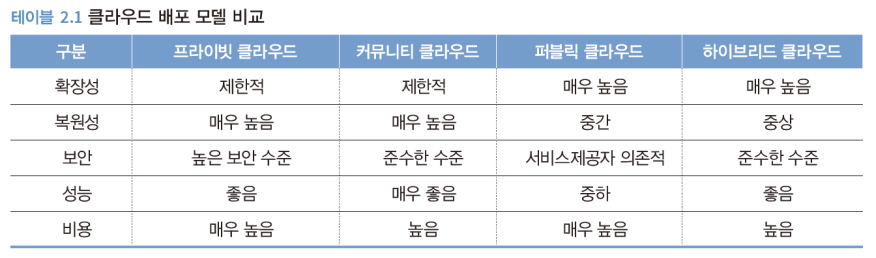 테이블 2.1 클라우드 배포 모델 비교
구분 프라이빗 클라우드 커뮤니티 클라우드 퍼블릭 클라우드 하이브리드 클라우드
확장성 제한적 제한적 매우 높음 매우 높음
복원성 매우 높음 매우 높음 중간 중상
보안 높은 보안 수준 준수한 수준 서비스제공자 의존적 준수한 수준
성능 좋음 매우 좋음 중하 좋음
비용 매우 높음 높음 매우 높음 높음